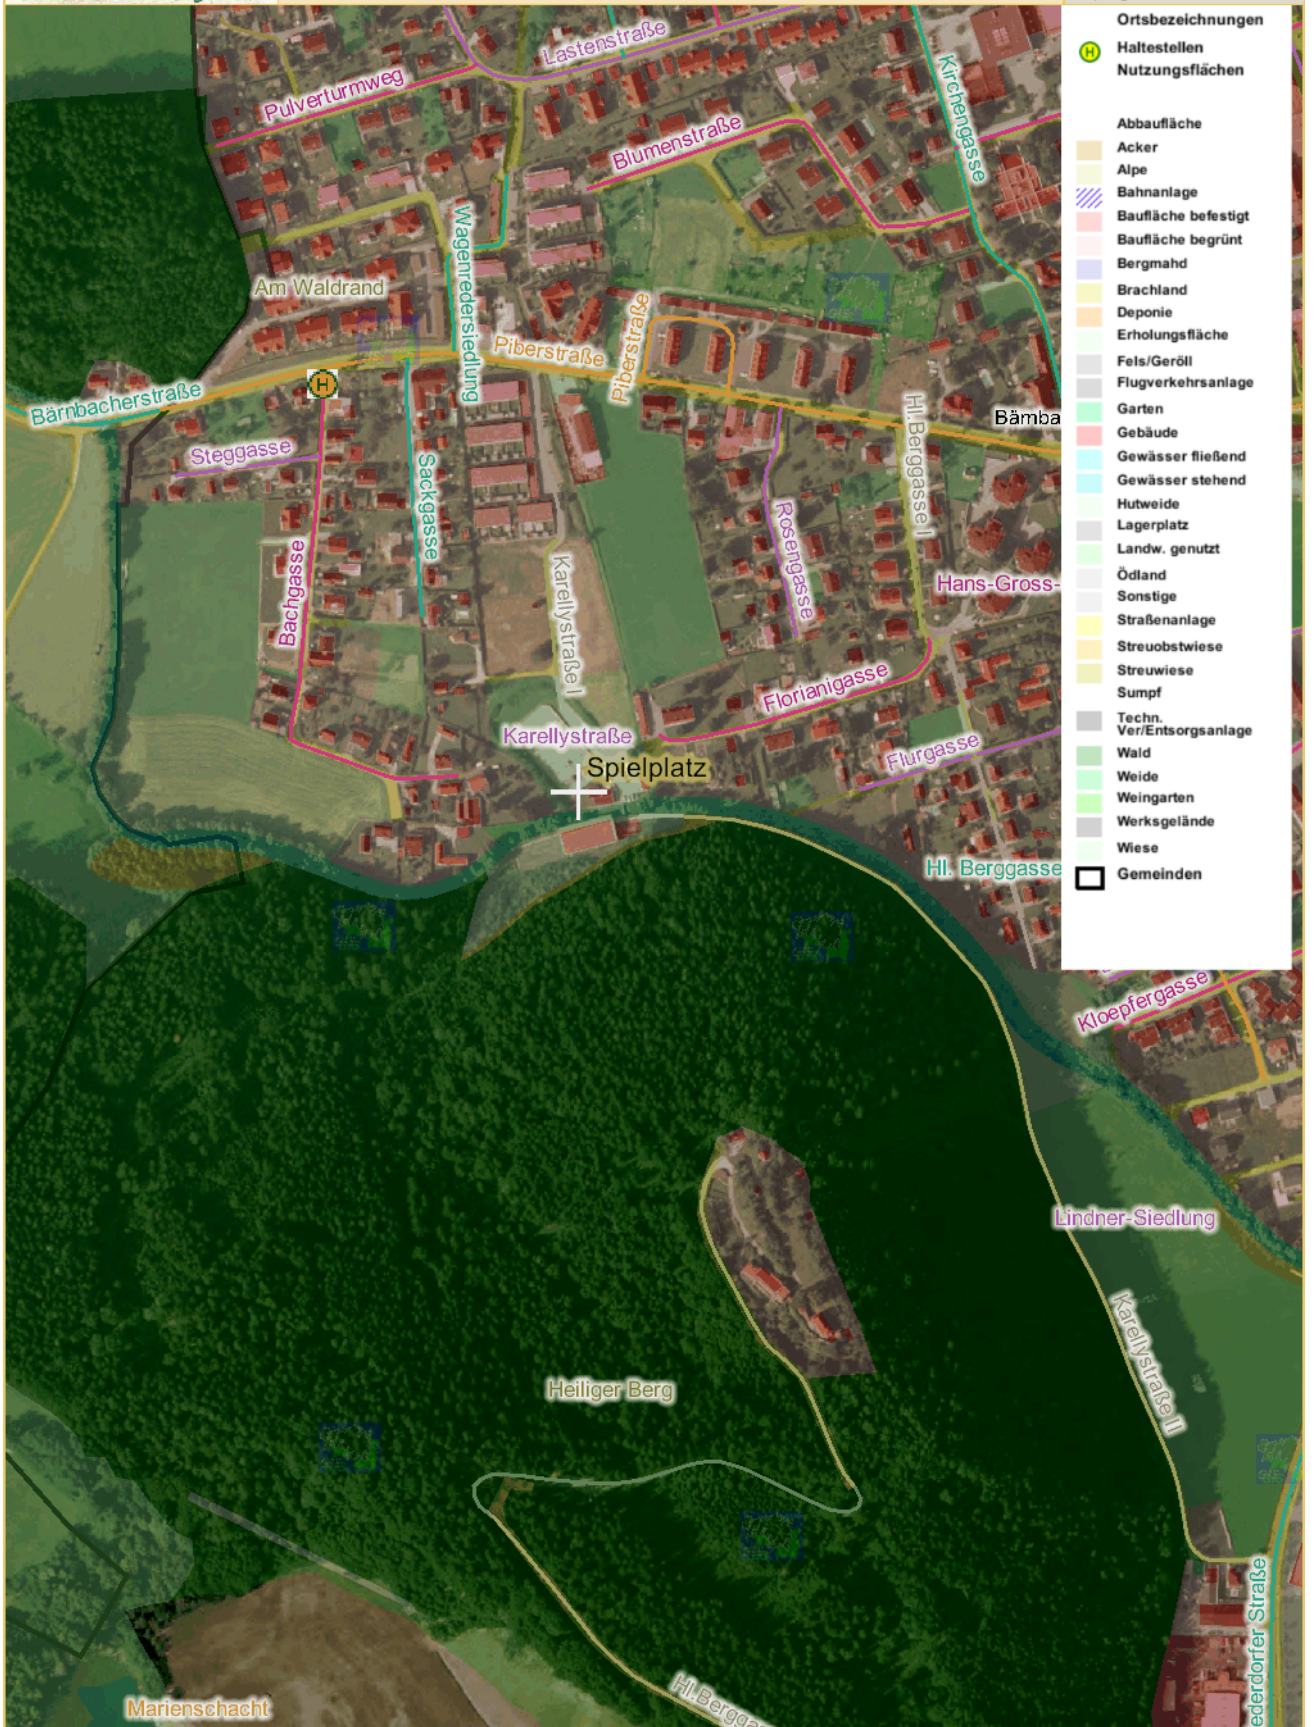 Lastenstraße
Pulverturmweg
Kirchengasse
Blumenstraße
Wagenredersiedlung
Am Waldrand
Piberstraße
Piberstraße
Bärnbacherstraße
H
Steggasse
Sackgasse
Hl.Berggasse I
Bämba
Rosengasse
Bachgasse
Karellystraße I
Hans-Gross-
Florianigasse
Karellystraße
Flurgasse
Spielplatz
Hl. Berggasse
Kloepfergasse
Lindner-Siedlung
Karellystraße II
Heiliger Berg
ederdorfer Straße
Marienschacht
Hl.Bergga
Ortsbezeichnungen
H
Haltestellen
Nutzungsflächen
Abbaufläche
Acker
Alpe
Bahnanlage
Baufläche befestigt
Baufläche begrünt
Bergmahd
Brachland
Deponie
Erholungsfläche
Fels/Geröll
Flugverkehrsanlage
Garten
Gebäude
Gewässer fließend
Gewässer stehend
Hutweide
Lagerplatz
Landw. genutzt
Ödland
Sonstige
Straßenanlage
Streuobstwiese
Streuwiese
Sumpf
Techn.
Ver/Entsorgsanlage
Wald
Weide
Weingarten
Werksgelände
Wiese
Gemeinden